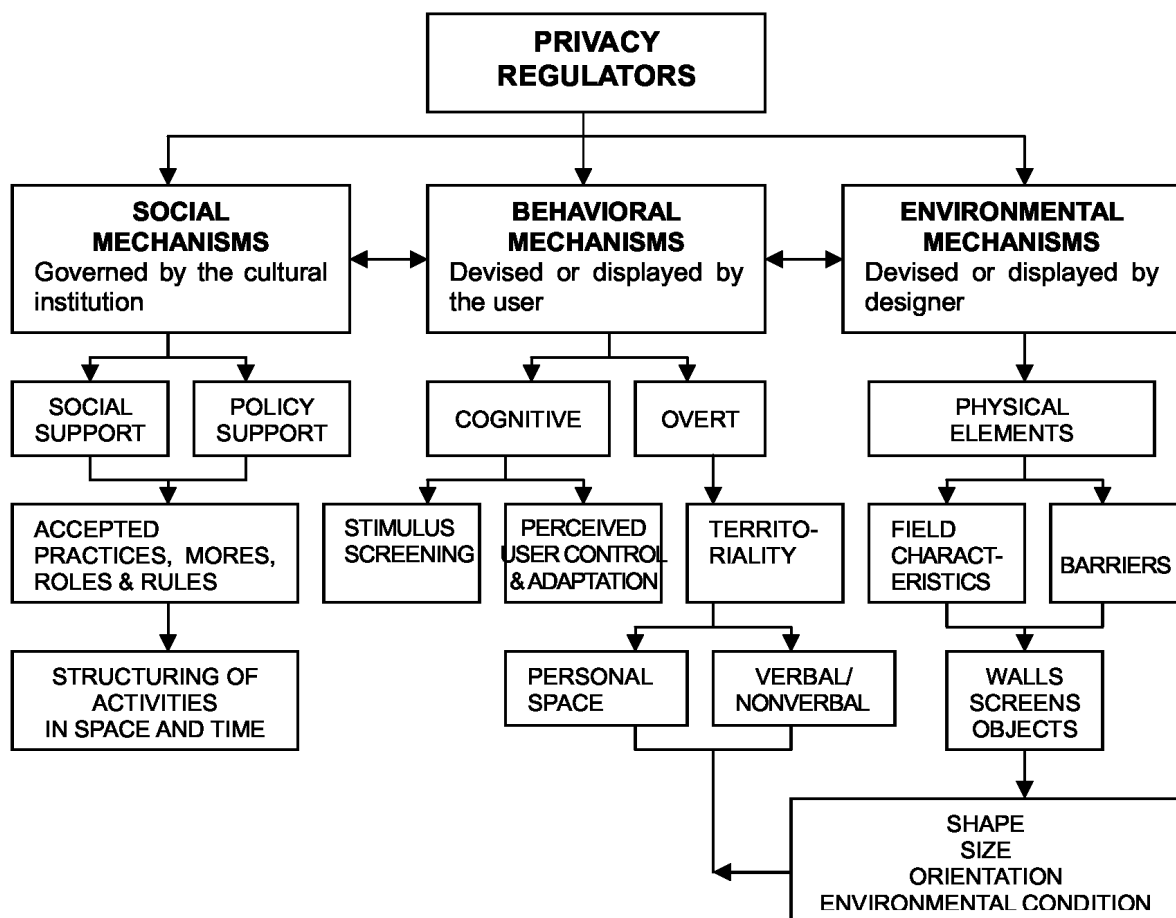 PRIVACY
REGULATORS
SOCIAL
MECHANISMS
Governed by the cultural
institution
BEHAVIORAL
MECHANISMS
Devised or displayed by
the user
ENVIRONMENTAL
MECHANISMS
Devised or displayed by
designer
SOCIAL
SUPPORT
POLICY
SUPPORT
COGNITIVE
OVERT
PHYSICAL
ELEMENTS
ACCEPTED
PRACTICES, MORES,
ROLES & RULES
STIMULUS
SCREENING
PERCEIVED
USER CONTROL
& ADAPTATION
TERRITO-
RIALITY
FIELD
CHARACT-
ERISTICS
BARRIERS
STRUCTURING OF
ACTIVITIES
IN SPACE AND TIME
PERSONAL
SPACE
VERBAL/
NONVERBAL
WALLS
SCREENS
OBJECTS
SHAPE
SIZE
ORIENTATION
ENVIRONMENTAL CONDITION